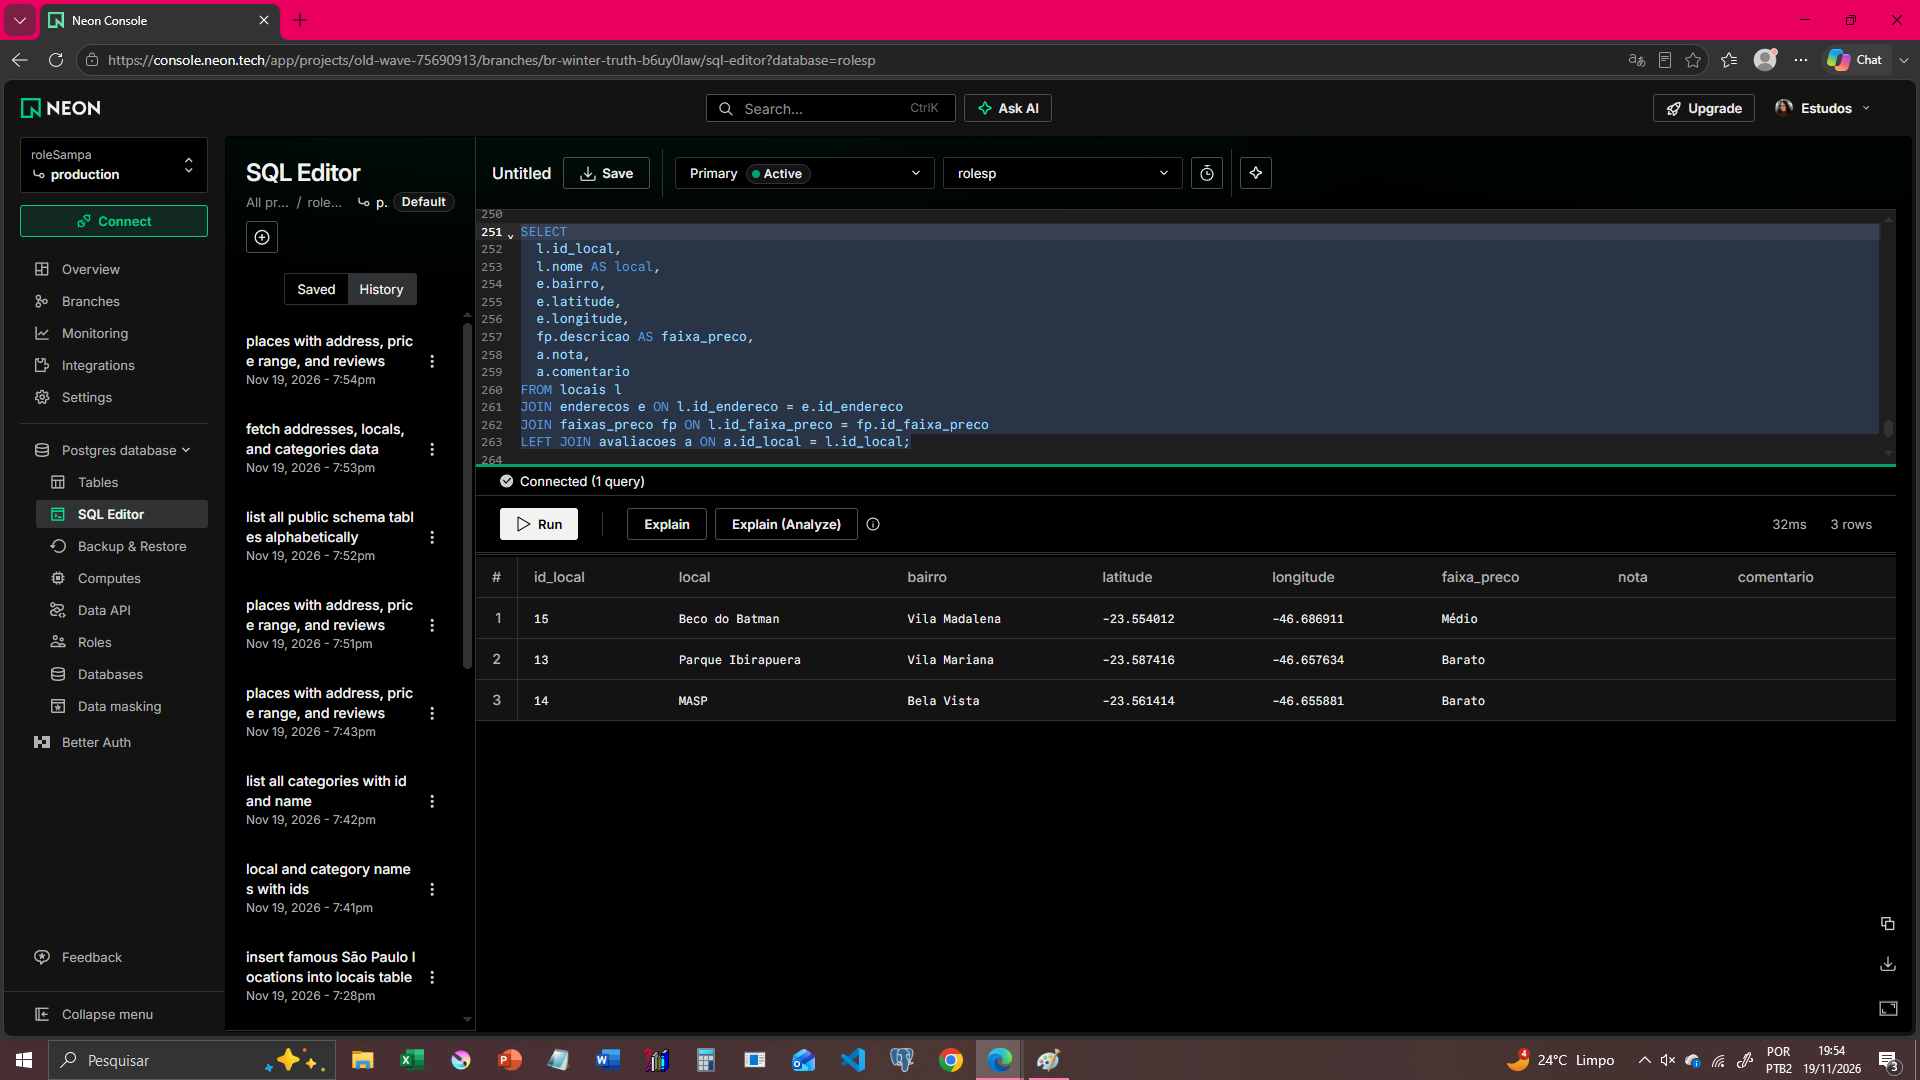 Neon Console
https://console.neon.tech/app/projects/old-wave-75690913/branches/br-winter-truth-b6uy0law/sql-editor?database=rolesp
Chat
NEON
Search...
CtrlK
Ask AI
Upgrade
Estudos
roleSampa
production
Connect
Overview
Branches
Monitoring
Integrations
Settings
Postgres database
Tables
SQL Editor
Backup & Restore
Computes
Data API
Roles
Databases
Data masking
Better Auth
Feedback
Collapse menu
SQL Editor
All pr... / role... p. Default
Saved
History
places with address, pric
e range, and reviews
Nov 19, 2026 - 7:54pm
fetch addresses, locals,
and categories data
Nov 19, 2026 - 7:53pm
list all public schema tabl
es alphabetically
Nov 19, 2026 - 7:52pm
places with address, pric
e range, and reviews
Nov 19, 2026 - 7:51pm
places with address, pric
e range, and reviews
Nov 19, 2026 - 7:43pm
list all categories with id
and name
Nov 19, 2026 - 7:42pm
local and category name
s with ids
Nov 19, 2026 - 7:41pm
insert famous São Paulo l
ocations into locais table
Nov 19, 2026 - 7:28pm
Untitled
Save
Primary
Active
rolesp
250
251 SELECT
252 l.id_local,
253 l.nome AS local,
254 e.bairro,
255 e.latitude,
256 e.longitude,
257 fp.descricao AS faixa_preco,
258 a.nota,
259 a.comentario
260 FROM locais l
261 JOIN enderecos e ON l.id_endereco = e.id_endereco
262 JOIN faixas_preco fp ON l.id_faixa_preco = fp.id_faixa_preco
263 LEFT JOIN avaliacoes a ON a.id_local = l.id_local;
264
Connected (1 query)
Run
Explain
Explain (Analyze)
32ms
3 rows
# id_local local bairro latitude longitude faixa_preco nota comentario
1 15 Beco do Batman Vila Madalena -23.554012 -46.686911 Médio
2 13 Parque Ibirapuera Vila Mariana -23.587416 -46.657634 Barato
3 14 MASP Bela Vista -23.561414 -46.655881 Barato
Pesquisar
4
24°C Limpo
POR
PTB2
19:54
19/11/2026
3